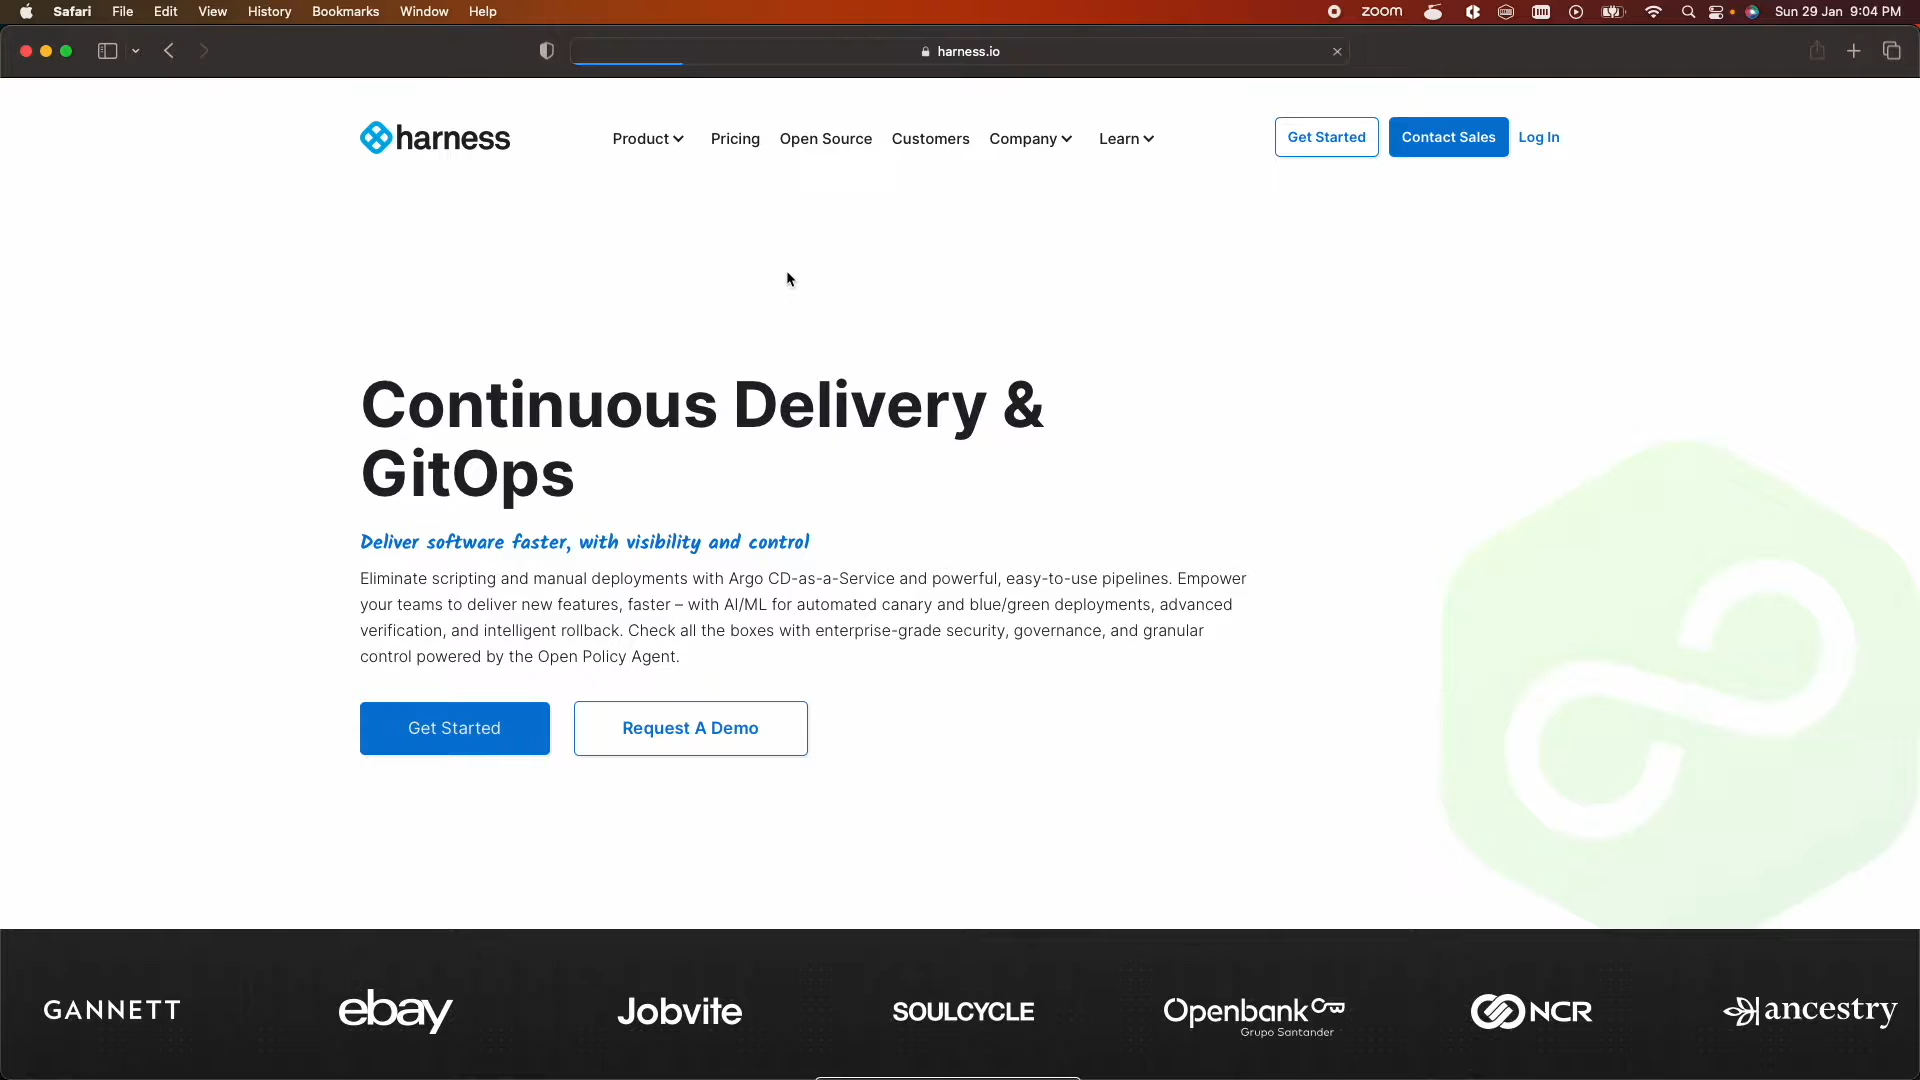 Safari File Edit View History Bookmarks Window Help zoom Sun 29 Jan 9:04 PM
harness.io
harness Product Pricing Open Source Customers Company Learn Get Started Contact Sales Log In
Continuous Delivery &
GitOps
Deliver software faster, with visibility and control
Eliminate scripting and manual deployments with Argo CD-as-a-Service and powerful, easy-to-use pipelines. Empower
your teams to deliver new features, faster – with AI/ML for automated canary and blue/green deployments, advanced
verification, and intelligent rollback. Check all the boxes with enterprise-grade security, governance, and granular
control powered by the Open Policy Agent.
Get Started Request A Demo
GANNETT ebay Jobvite SOULCYCLE Openbank NCR ancestry
Grupo Santander